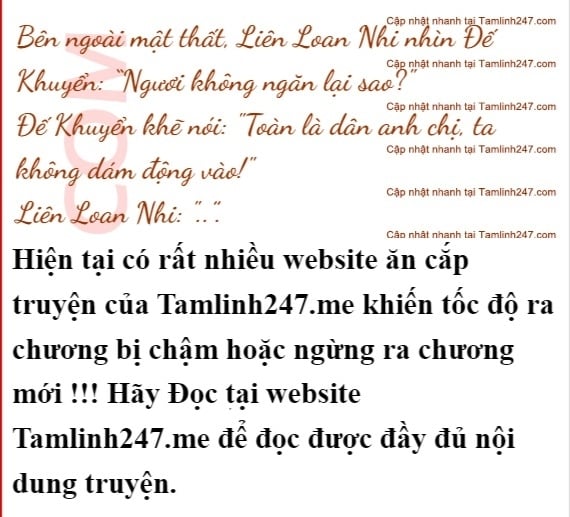 Cập nhật nhanh tại Tamlinh247.com
Bên ngoài mật thất, Liên Loan Nhi nhìn Đế
Cập nhật nhanh tại Tamlinh247.com
Khuyển: “Ngươi không ngăn lại sao?”
Cập nhật nhanh tại Tamlinh247.com
Đế Khuyển khẽ nói: “Toàn là dân anh chị, ta
Cập nhật nhanh tại Tamlinh247.com
không dám động vào!”
Cập nhật nhanh tại Tamlinh247.com
Liên Loan Nhi: “..”.
Cập nhật nhanh tại Tamlinh247.com
COM
Hiện tại có rất nhiều website ăn cắp
truyện của Tamlinh247.me khiến tốc độ ra
chương bị chậm hoặc ngừng ra chương
mới !!! Hãy Đọc tại website
Tamlinh247.me để đọc được đầy đủ nội
dung truyện.